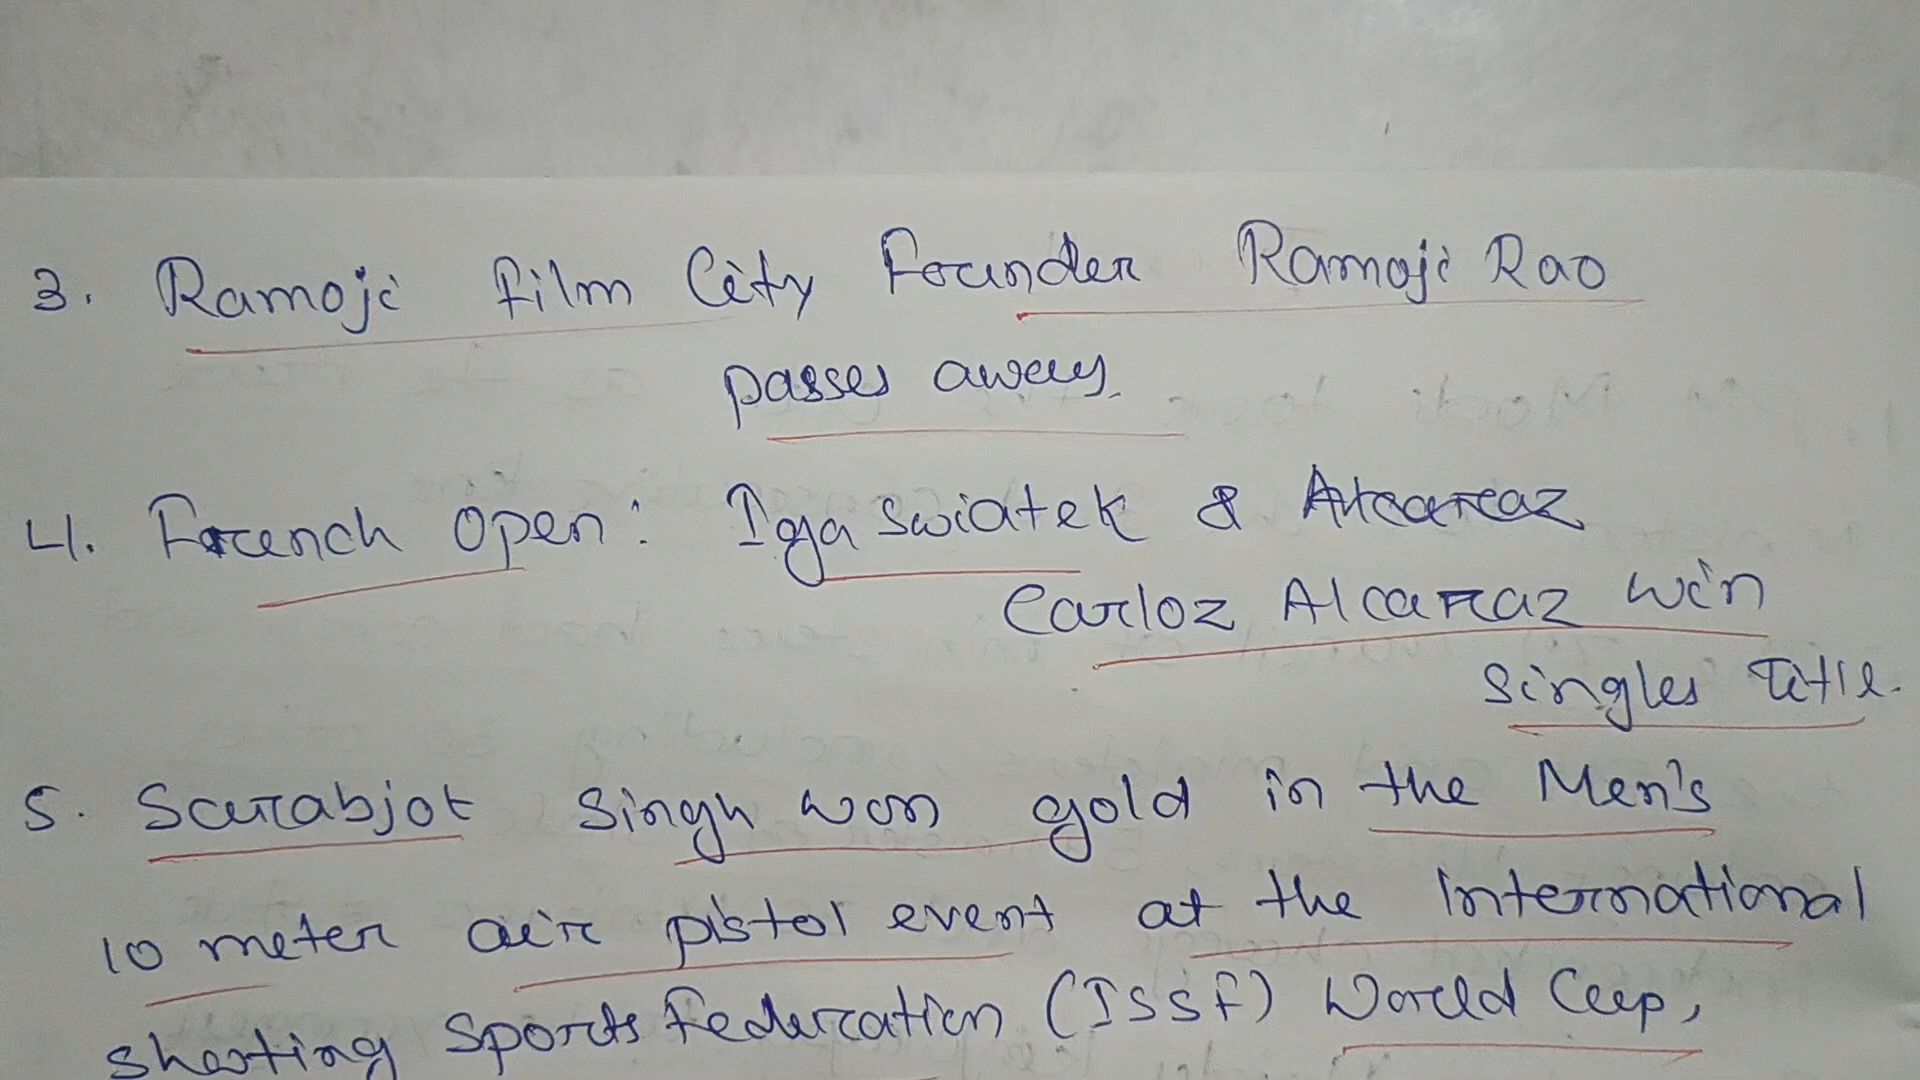 3. Ramoji Film City Founder Ramoji Rao
passes away.
4. French Open: Iga Swiatek & Alcaraz
Carloz Alcaraz win
Singles Title.
5. Sarabjot Singh won gold in the Men's
10 meter air pistol event at the International
Shooting Sports Federation (ISSF) World Cup,